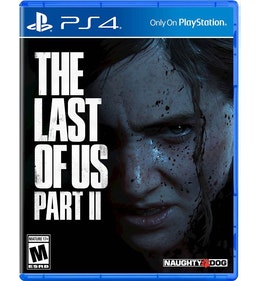 PS4
Only On PlayStation.
THE
LAST
OF US
PART II
MATURE 17+
M
ESRB
NAUGHTY DOG